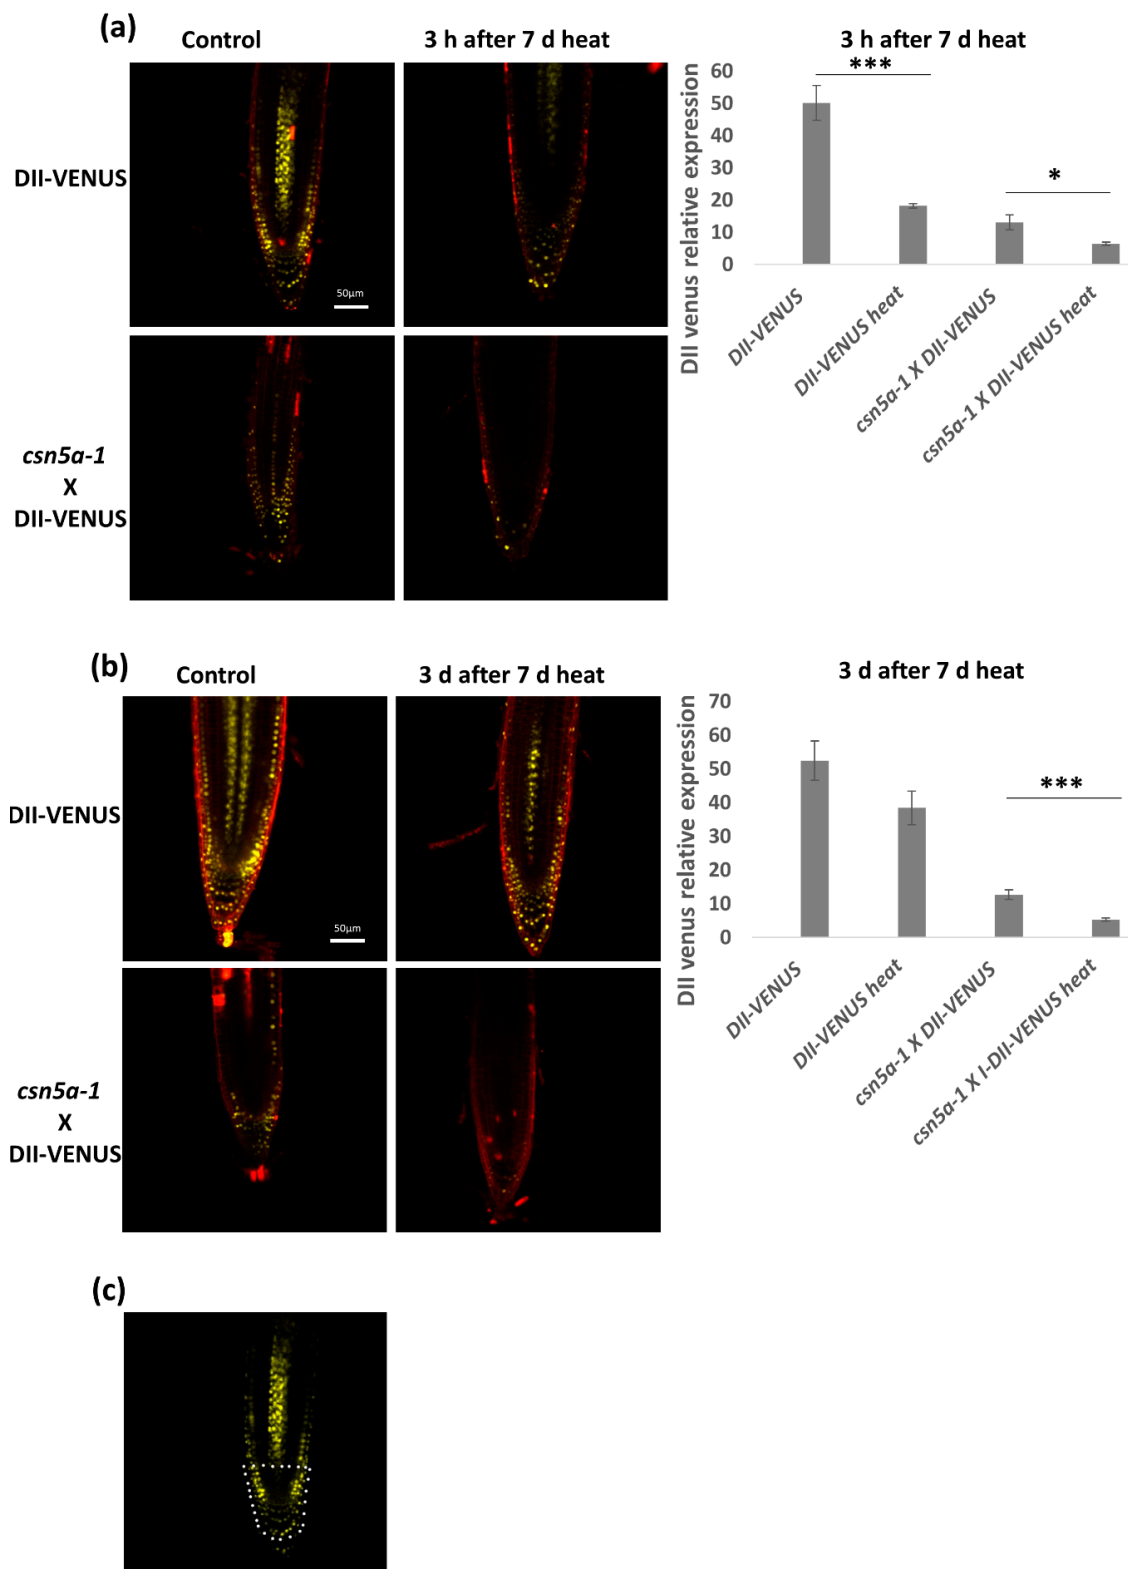 (a)
Control
3 h after 7 d heat
3 h after 7 d heat
DII-VENUS
50µm
csn5a-1
X
DII-VENUS
DII venus relative expression
60
50
40
30
20
10
0
***
*
DII-VENUS
DII-VENUS heat
csn5a-1 X DII-VENUS
csn5a-1 X DII-VENUS heat
(b)
Control
3 d after 7 d heat
3 d after 7 d heat
DII-VENUS
50µm
csn5a-1
X
DII-VENUS
DII venus relative expression
70
60
50
40
30
20
10
0
***
DII-VENUS
DII-VENUS heat
csn5a-1 X DII-VENUS
csn5a-1 X I-DII-VENUS heat
(c)